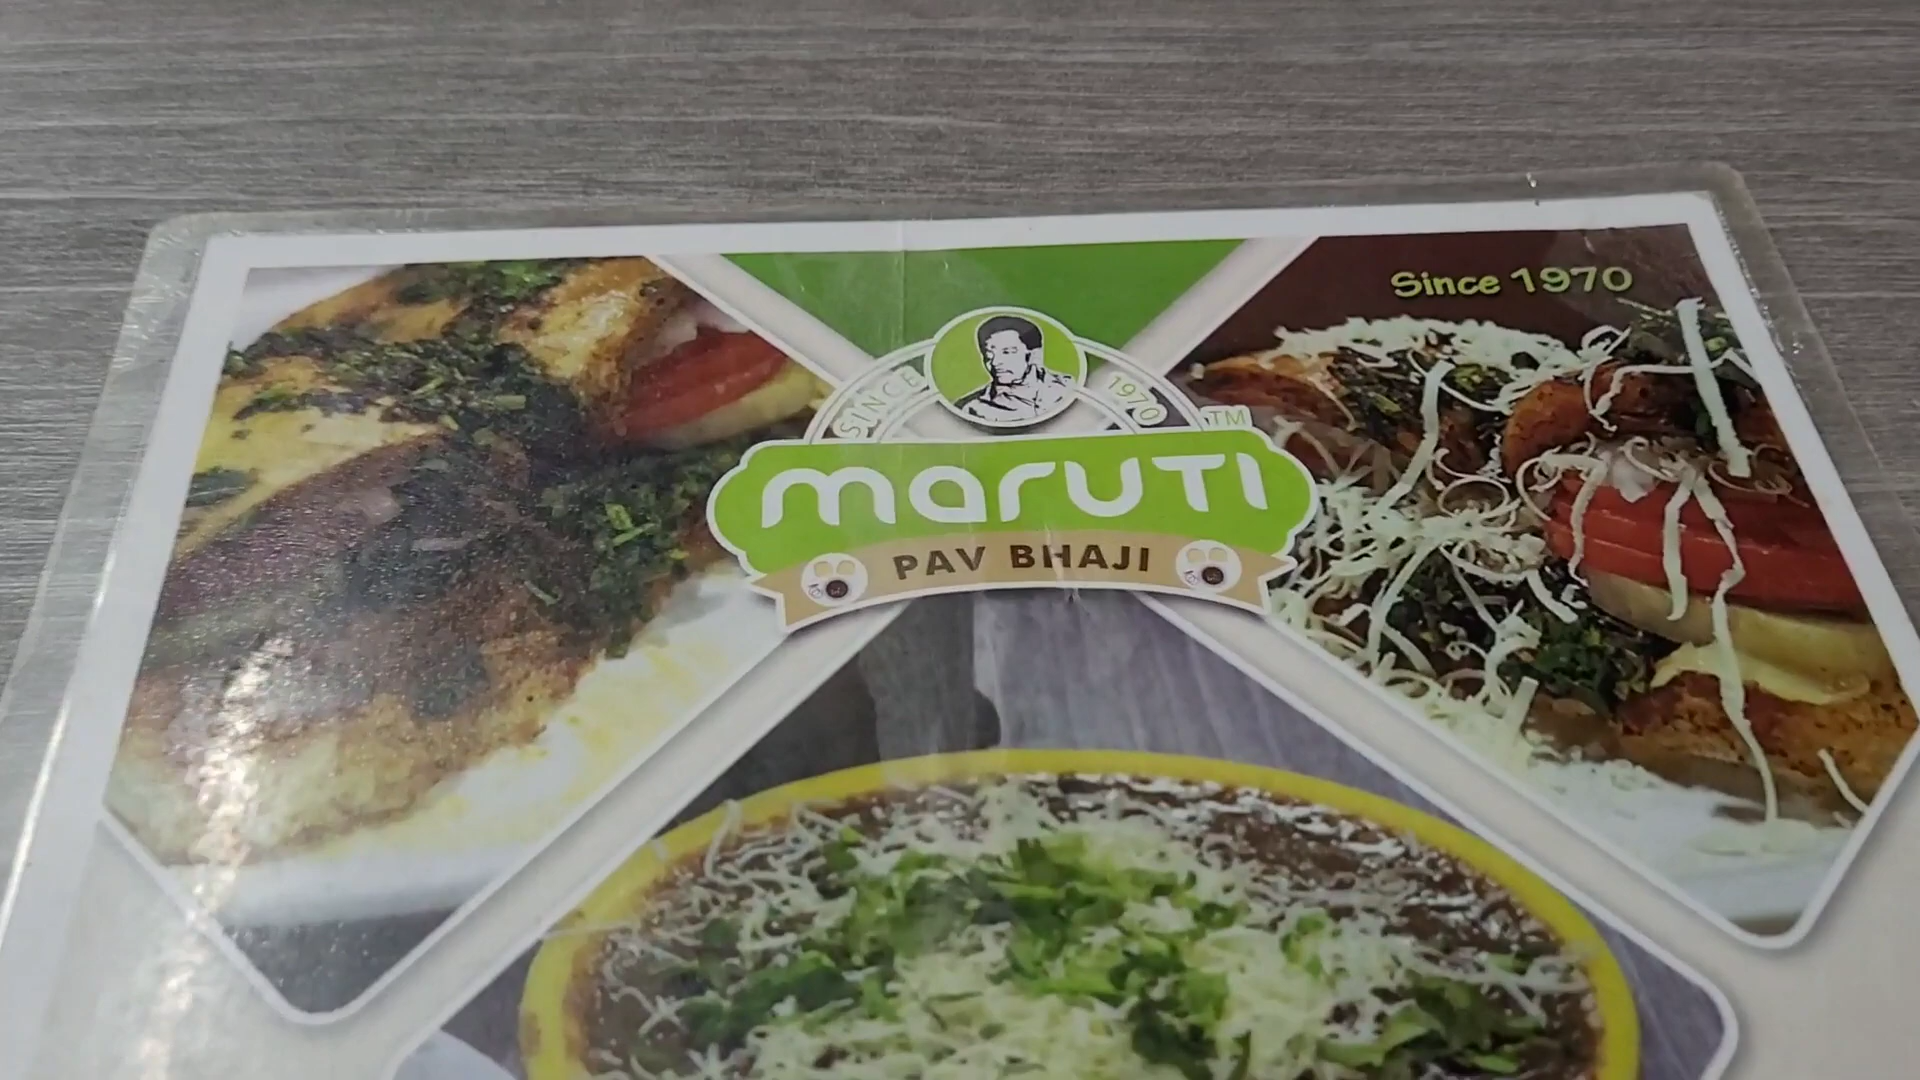 Since 1970
SINCE 1970
TM
maruti
PAV BHAJI